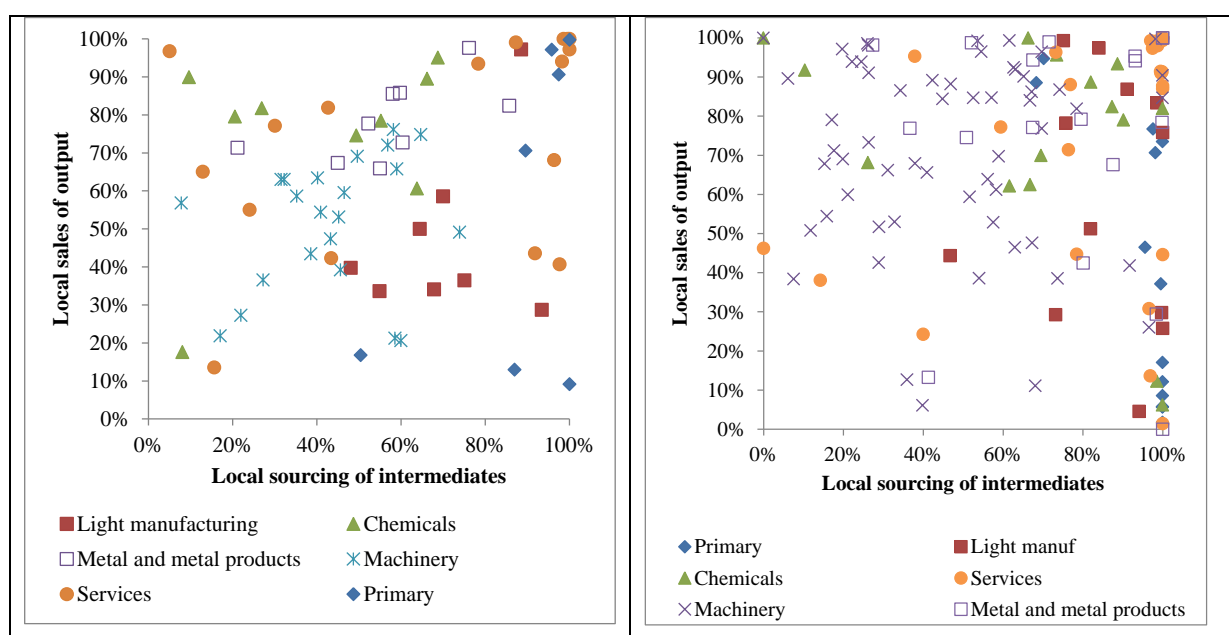 100%
90%
80%
70%
60%
50%
40%
30%
20%
10%
0%
Local sales of output
0% 20% 40% 60% 80% 100%
Local sourcing of intermediates
Light manufacturing Chemicals
Metal and metal products Machinery
Services Primary
100%
90%
80%
70%
60%
50%
40%
30%
20%
10%
0%
Local sales of output
0% 20% 40% 60% 80% 100%
Local sourcing of intermediates
Primary Light manuf
Chemicals Services
Machinery Metal and metal products